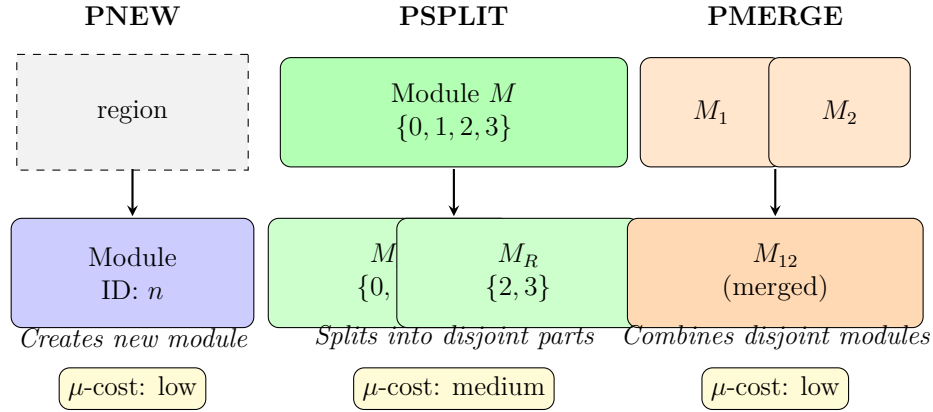 PNEW
PSPLIT
PMERGE
region
Module M
{0, 1, 2, 3}
M₁
M₂
Module
ID: n
M
{0,
M_R
{2, 3}
M₁₂
(merged)
Creates new module
Splits into disjoint parts
Combines disjoint modules
μ-cost: low
μ-cost: medium
μ-cost: low